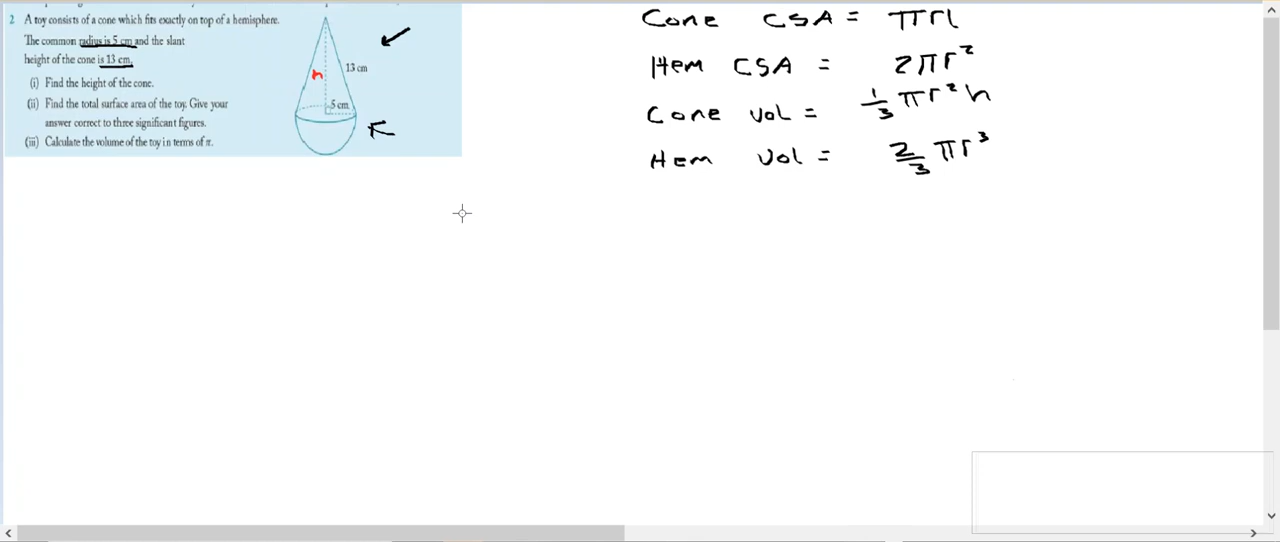 2 A toy consists of a cone which fits exactly on top of a hemisphere.
The common radius is 5 cm and the slant
height of the cone is 13 cm.
(i) Find the height of the cone.
(ii) Find the total surface area of the toy. Give your
answer correct to three significant figures.
(iii) Calculate the volume of the toy in terms of π.
h
13 cm
5 cm
Cone CSA = πrl
Hem CSA = 2πr²
Cone Vol = 1/3 πr²h
Hem Vol = 2/3 πr³